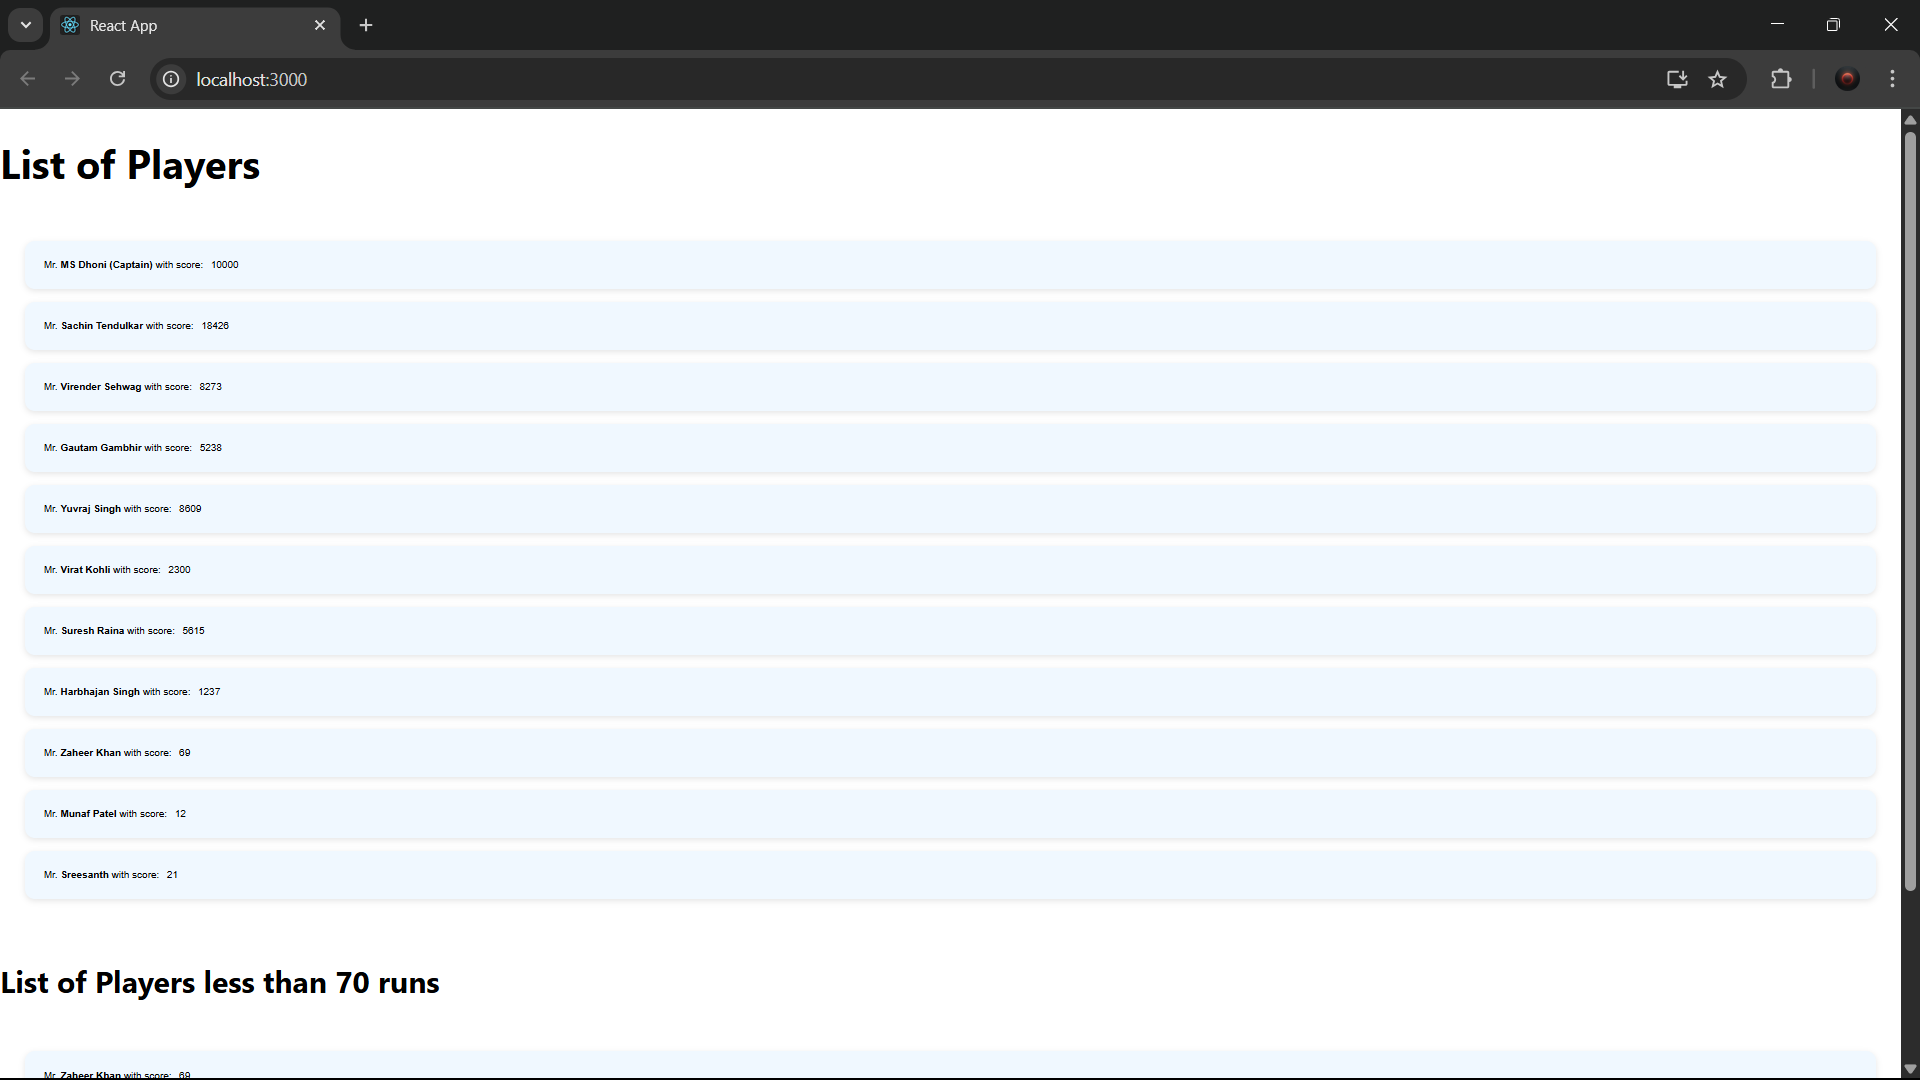 React App
localhost:3000
List of Players
Mr. MS Dhoni (Captain) with score: 10000
Mr. Sachin Tendulkar with score: 18426
Mr. Virender Sehwag with score: 8273
Mr. Gautam Gambhir with score: 5238
Mr. Yuvraj Singh with score: 8609
Mr. Virat Kohli with score: 2300
Mr. Suresh Raina with score: 5615
Mr. Harbhajan Singh with score: 1237
Mr. Zaheer Khan with score: 69
Mr. Munaf Patel with score: 12
Mr. Sreesanth with score: 21
List of Players less than 70 runs
Mr. Zaheer Khan with score: 69